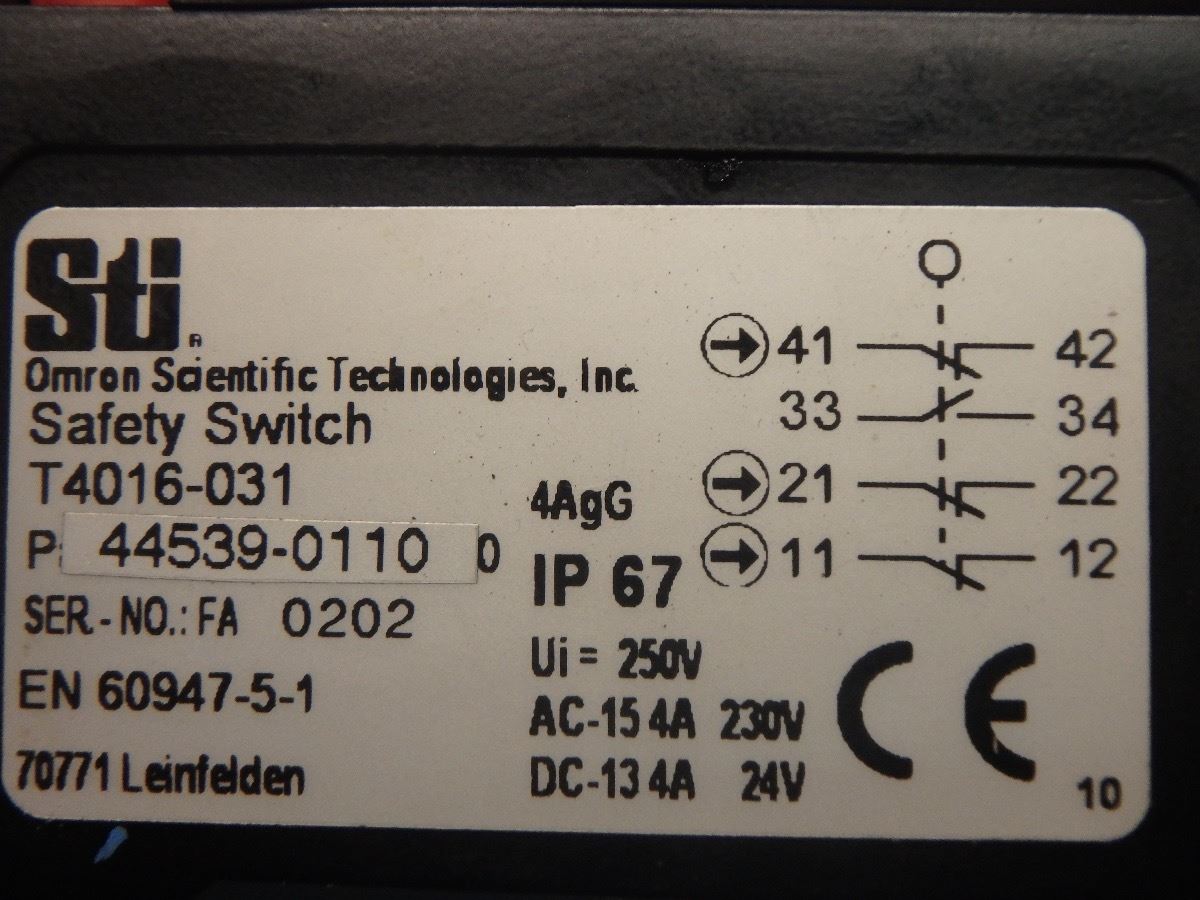 Sti
R
Omron Scientific Technologies, Inc.
Safety Switch
T4016-031
P 44539-0110 0
SER.-NO.: FA 0202
EN 60947-5-1
70771 Leinfelden
4AgG
IP 67
Ui = 250V
AC-15 4A 230V
DC-13 4A 24V
41 42
33 34
21 22
11 12
CE
10